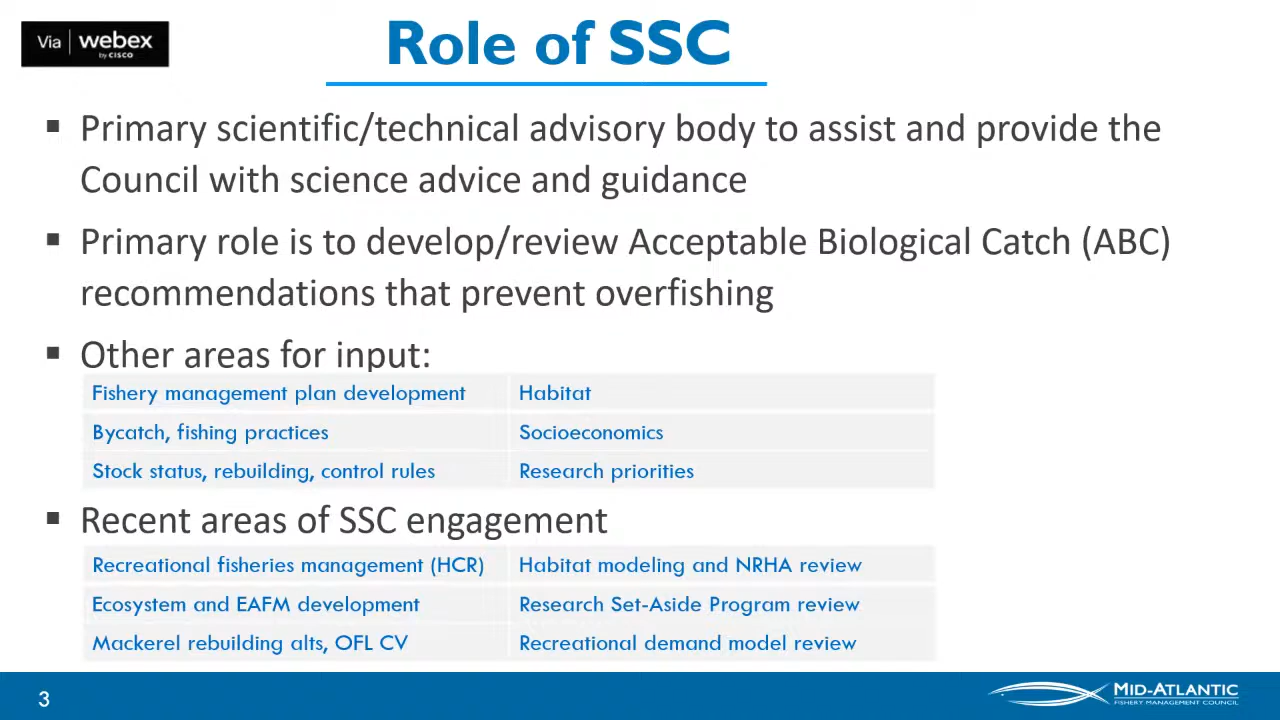 Via webex
by CISCO
Role of SSC
▪ Primary scientific/technical advisory body to assist and provide the
Council with science advice and guidance
▪ Primary role is to develop/review Acceptable Biological Catch (ABC)
recommendations that prevent overfishing
▪ Other areas for input:
Fishery management plan development Habitat
Bycatch, fishing practices Socioeconomics
Stock status, rebuilding, control rules Research priorities
▪ Recent areas of SSC engagement
Recreational fisheries management (HCR) Habitat modeling and NRHA review
Ecosystem and EAFM development Research Set-Aside Program review
Mackerel rebuilding alts, OFL CV Recreational demand model review
3
MID-ATLANTIC
FISHERY MANAGEMENT COUNCIL